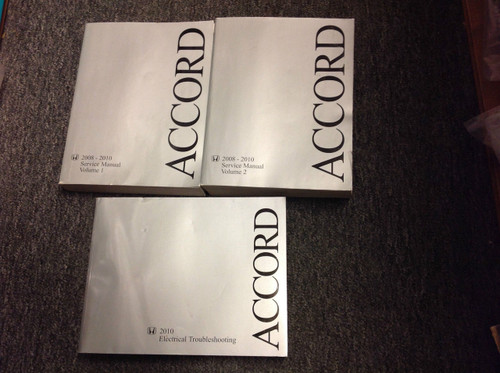 ACCORD
2008 - 2010
Service Manual
Volume 1
ACCORD
2008 - 2010
Service Manual
Volume 2
ACCORD
2010
Electrical Troubleshooting